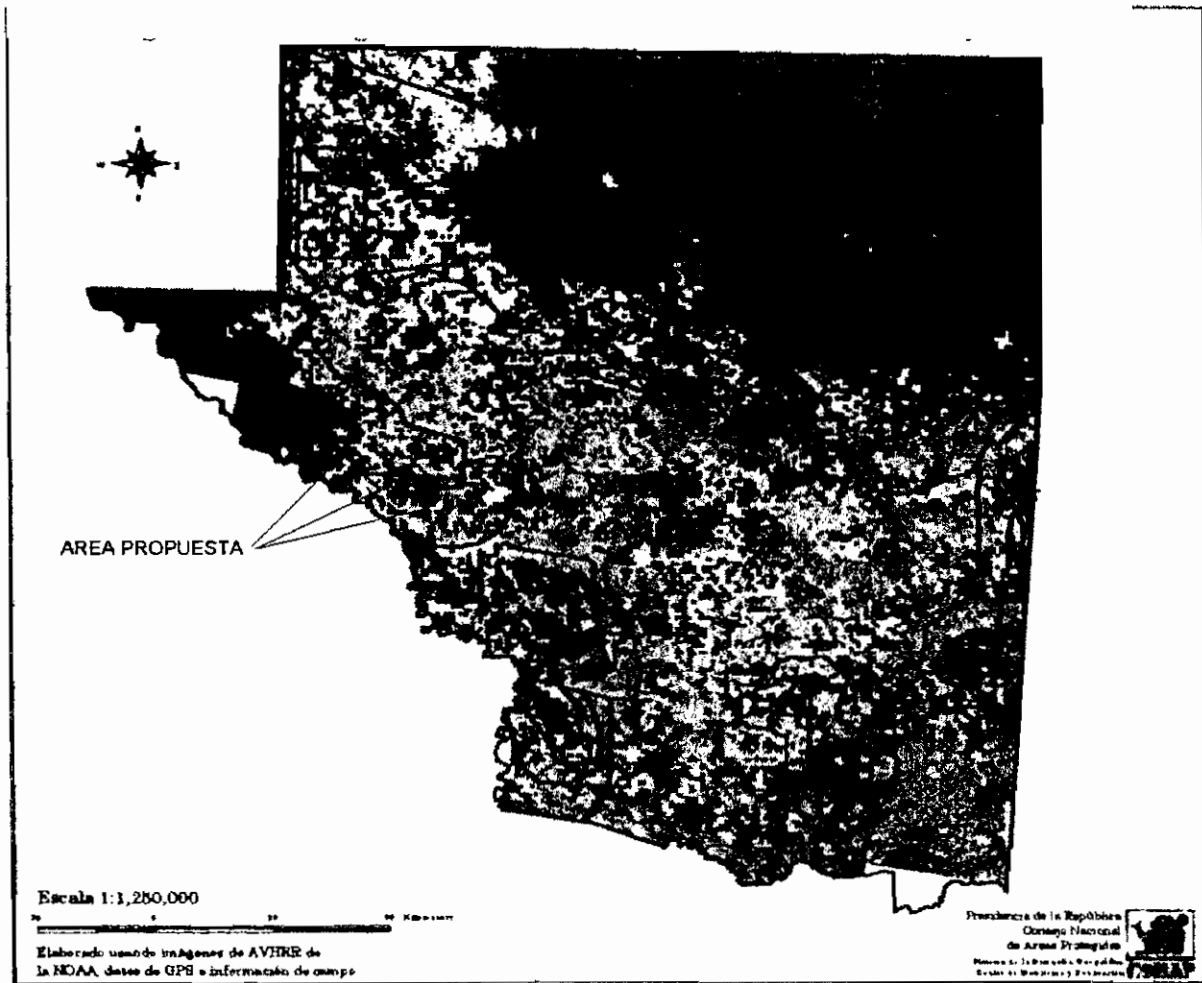 AREA PROPUESTA
Escala 1:1,250,000
Elaborado usando imágenes de AVHRR de
la NOAA, datos de GPS e información de campo
Presidencia de la República
Consejo Nacional
de Areas Protegidas
CONAP